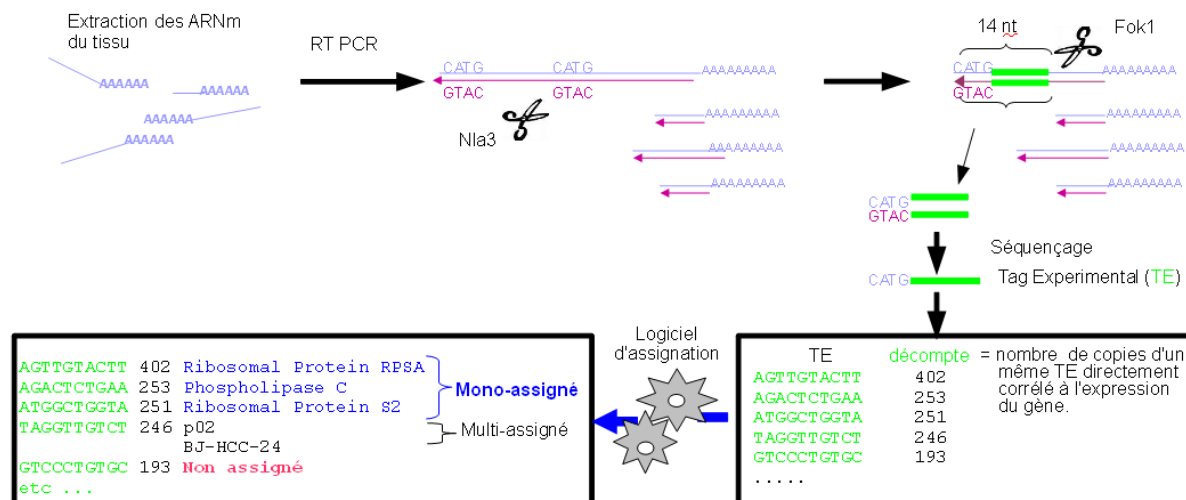 Extraction des ARNm
du tissu
AAAAAA
AAAAAA
AAAAAA
AAAAAA
RT PCR
CATG CATG AAAAAAAAA
GTAC GTAC
Nla3
AAAAAAAAA
AAAAAAAAA
AAAAAAAAA
14 nt
Fok1
CATG AAAAAAAAA
GTAC
AAAAAAAAA
AAAAAAAAA
AAAAAAAAA
CATG
GTAC
Séquençage
CATG
Tag Experimental (TE)
Logiciel
d'assignation
TE décompte = nombre de copies d'un
même TE directement
corrélé à l'expression
du gène.
AGTTGTACTT 402
AGACTCTGAA 253
ATGGCTGGTA 251
TAGGTTGTCT 246
GTCCCTGTGC 193
.....
AGTTGTACTT 402 Ribosomal Protein RPSA
AGACTCTGAA 253 Phospholipase C
ATGGCTGGTA 251 Ribosomal Protein S2
Mono-assigné
TAGGTTGTCT 246 p02
BJ-HCC-24
Multi-assigné
GTCCCTGTGC 193 Non assigné
etc ...